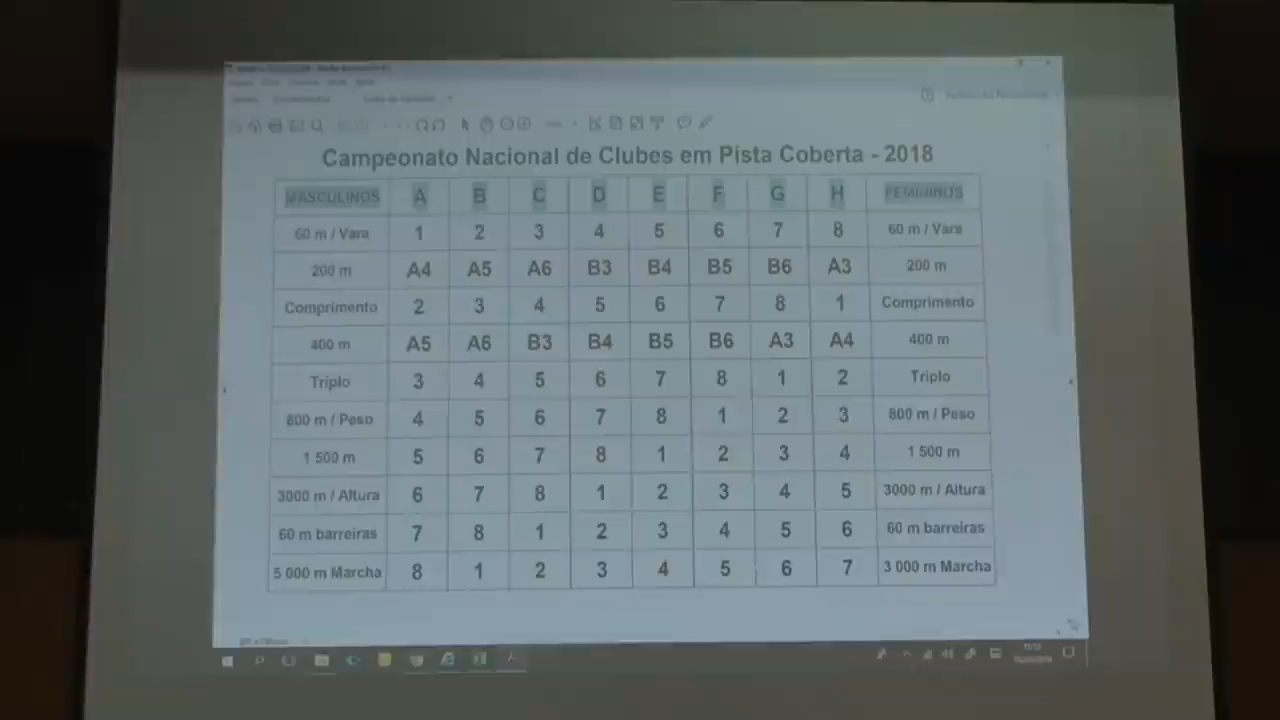 Campeonato Nacional de Clubes em Pista Coberta - 2018
MASCULINOS A B C D E F G H FEMININOS
60 m / Vara 1 2 3 4 5 6 7 8 60 m / Vara
200 m A4 A5 A6 B3 B4 B5 B6 A3 200 m
Comprimento 2 3 4 5 6 7 8 1 Comprimento
400 m A5 A6 B3 B4 B5 B6 A3 A4 400 m
Triplo 3 4 5 6 7 8 1 2 Triplo
800 m / Peso 4 5 6 7 8 1 2 3 800 m / Peso
1 500 m 5 6 7 8 1 2 3 4 1 500 m
3000 m / Altura 6 7 8 1 2 3 4 5 3000 m / Altura
60 m barreiras 7 8 1 2 3 4 5 6 60 m barreiras
5 000 m Marcha 8 1 2 3 4 5 6 7 3 000 m Marcha